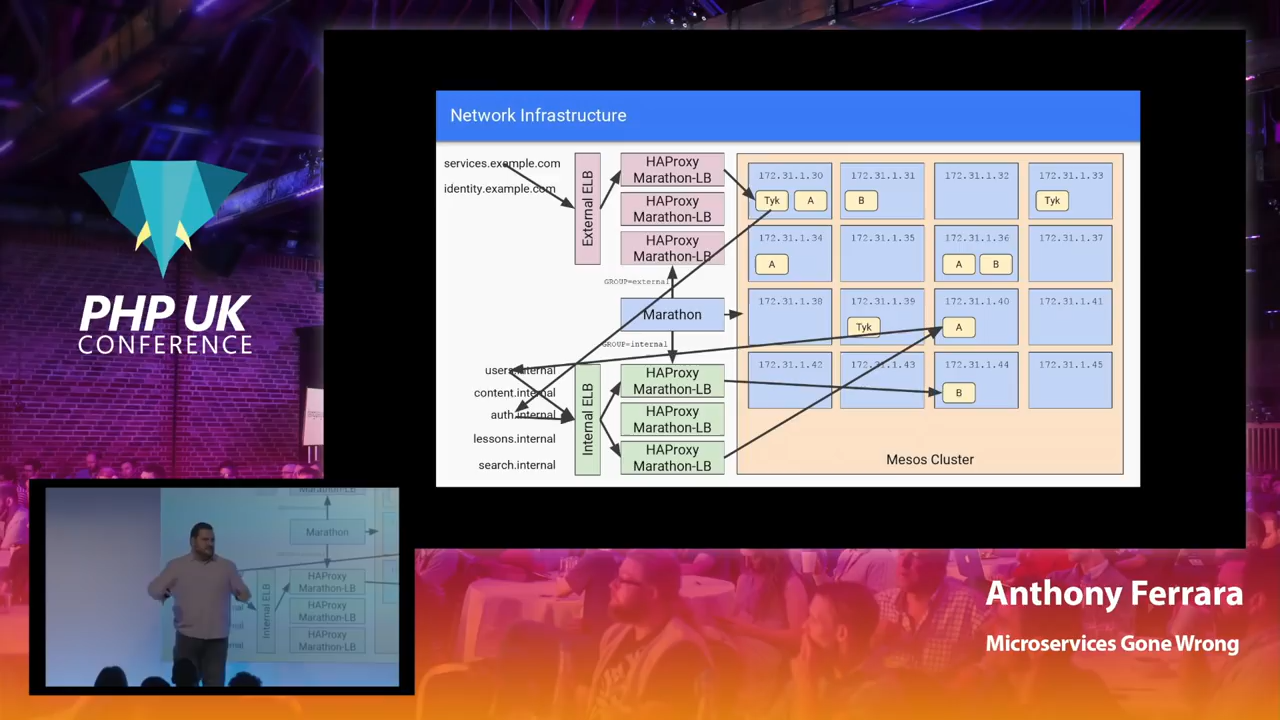 Network Infrastructure
services.example.com
identity.example.com
External ELB
HAProxy
Marathon-LB
HAProxy
Marathon-LB
HAProxy
Marathon-LB
GROUP=external
Marathon
GROUP=internal
users.internal
content.internal
auth.internal
lessons.internal
search.internal
Internal ELB
HAProxy
Marathon-LB
HAProxy
Marathon-LB
HAProxy
Marathon-LB
172.31.1.30
Tyk A
172.31.1.31
B
172.31.1.32
172.31.1.33
Tyk
172.31.1.34
A
172.31.1.35
172.31.1.36
A B
172.31.1.37
172.31.1.38
172.31.1.39
Tyk
172.31.1.40
A
172.31.1.41
172.31.1.42
172.31.1.43
172.31.1.44
B
172.31.1.45
Mesos Cluster
PHP UK
CONFERENCE
Marathon
Internal ELB
HAProxy
Marathon-LB
HAProxy
Marathon-LB
HAProxy
Marathon-LB
Anthony Ferrara
Microservices Gone Wrong